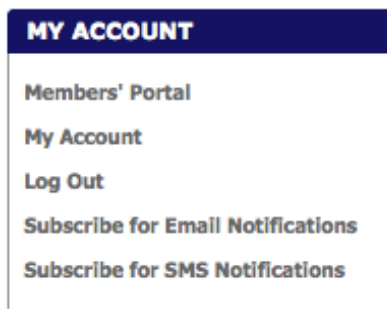 MY ACCOUNT
Members' Portal
My Account
Log Out
Subscribe for Email Notifications
Subscribe for SMS Notifications